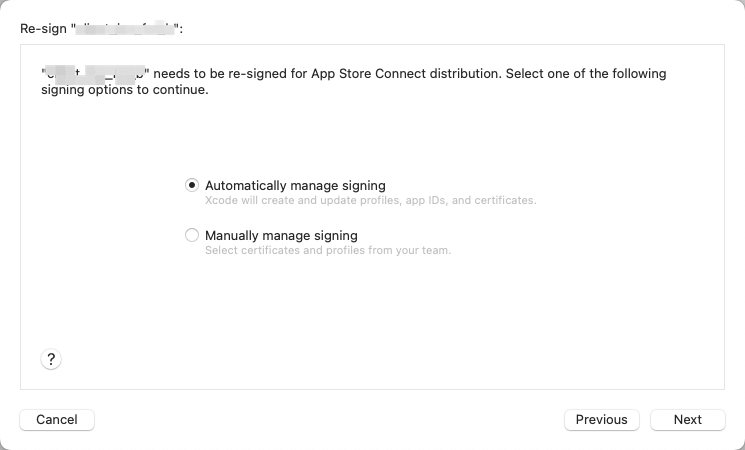 Re-sign "
":
" needs to be re-signed for App Store Connect distribution. Select one of the following
signing options to continue.
Automatically manage signing
Xcode will create and update profiles, app IDs, and certificates.
Manually manage signing
Select certificates and profiles from your team.
?
Cancel
Previous
Next